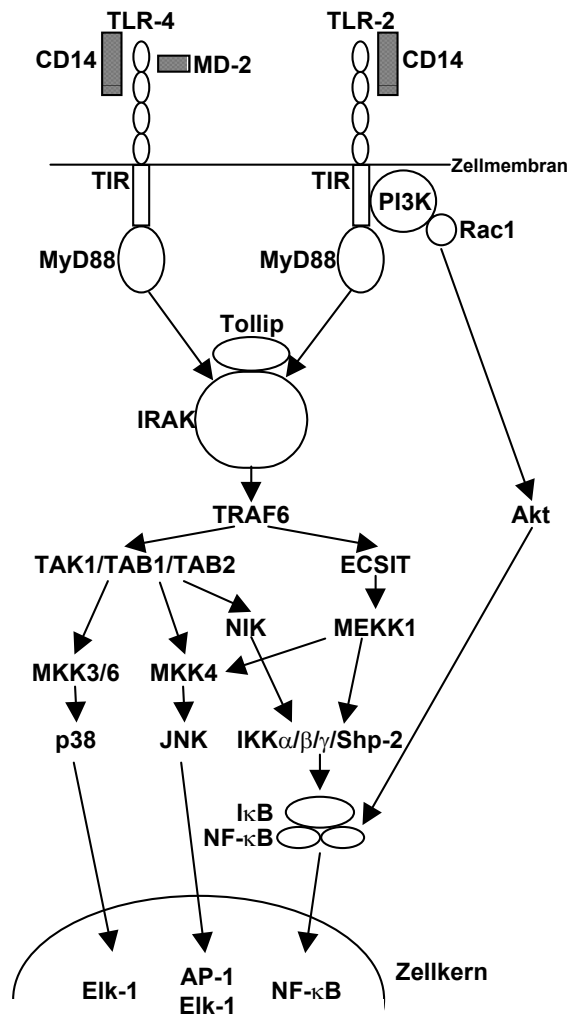 TLR-4 TLR-2
CD14 MD-2 CD14
Zellmembran
TIR TIR PI3K
Rac1
MyD88 MyD88
Tollip
IRAK
TRAF6 Akt
TAK1/TAB1/TAB2 ECSIT
NIK MEKK1
MKK3/6 MKK4
p38 JNK IKKα/β/γ/Shp-2
IκB
NF-κB
Zellkern
Elk-1 AP-1 NF-κB
Elk-1